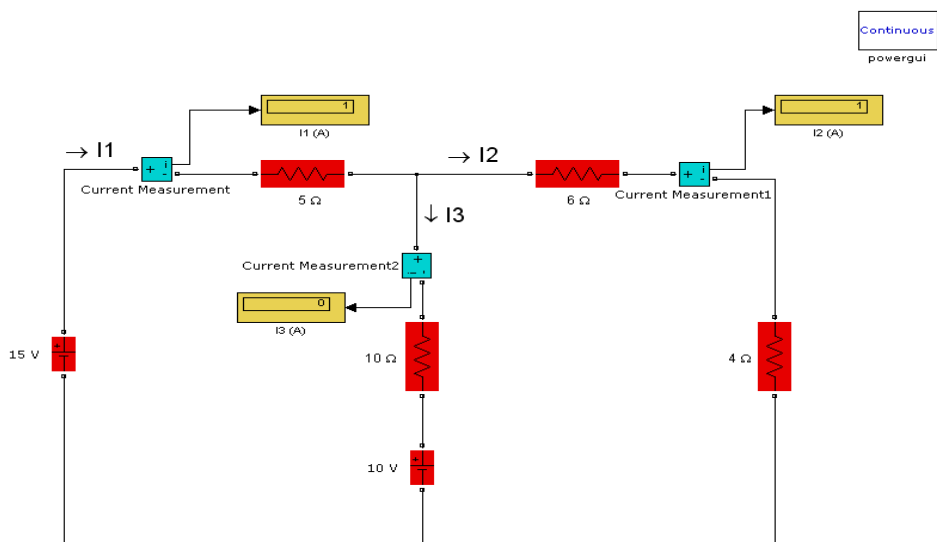 Continuous
powergui
1
I1 (A)
1
I2 (A)
→ I1
→ I2
+ i -
Current Measurement
5 Ω
6 Ω
+ i -
Current Measurement1
↓ I3
Current Measurement2
+
0
I3 (A)
15 V
+
10 Ω
4 Ω
10 V
+